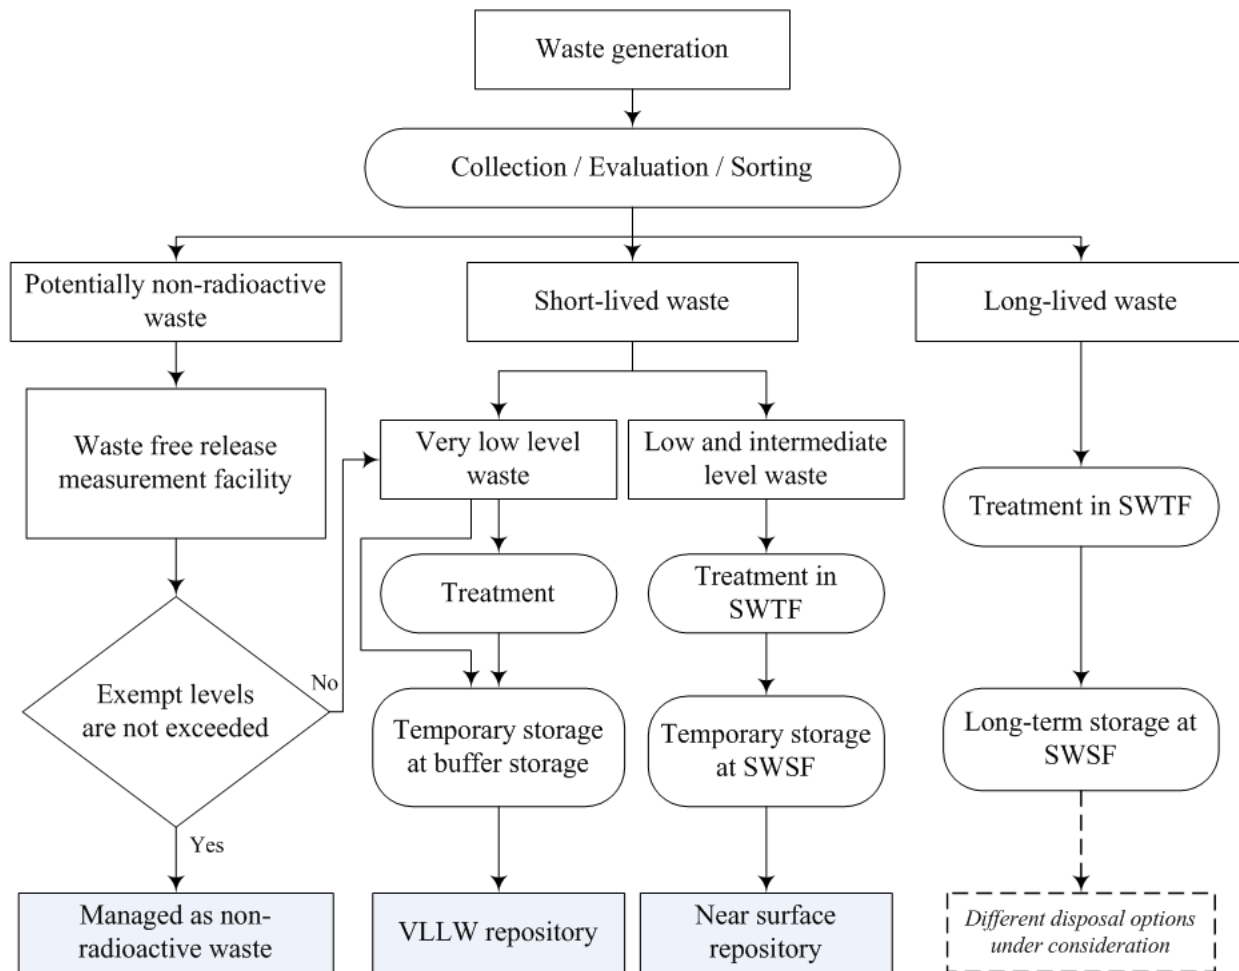 Waste generation
Collection / Evaluation / Sorting
Potentially non-radioactive
waste
Short-lived waste
Long-lived waste
Waste free release
measurement facility
Very low level
waste
Low and intermediate
level waste
Treatment in SWTF
Treatment
Treatment in
SWTF
Exempt levels
are not exceeded
No
Yes
Temporary storage
at buffer storage
Temporary storage
at SWSF
Long-term storage at
SWSF
Managed as non-
radioactive waste
VLLW repository
Near surface
repository
Different disposal options
under consideration